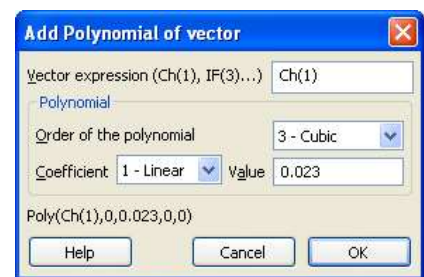 Add Polynomial of vector
Vector expression (Ch(1), IF(3)...) Ch(1)
Polynomial
Order of the polynomial 3 - Cubic
Coefficient 1 - Linear Value 0.023
Poly(Ch(1),0,0.023,0,0)
Help Cancel OK